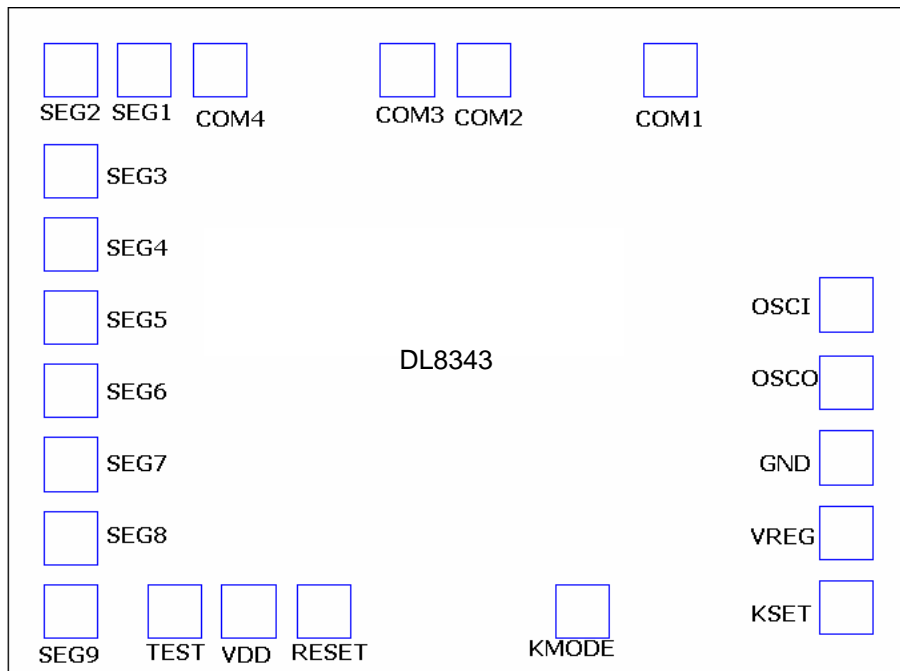 SEG2 SEG1 COM4 COM3 COM2 COM1
SEG3
SEG4
OSCI
SEG5
DL8343
OSCO
SEG6
SEG7 GND
SEG8 VREG
KSET
SEG9 TEST VDD RESET KMODE